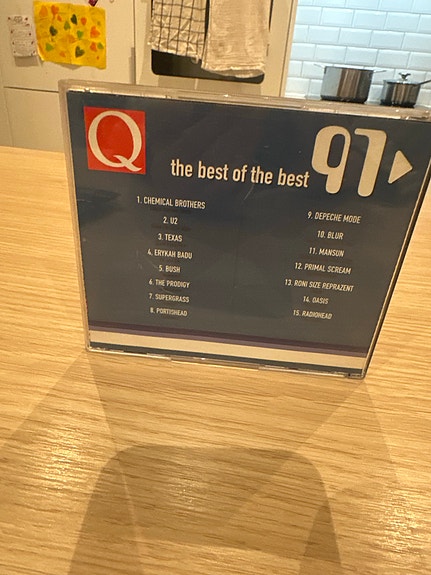 Q
the best of the best 97
1. CHEMICAL BROTHERS
2. U2
3. TEXAS
4. ERYKAH BADU
5. BUSH
6. THE PRODIGY
7. SUPERGRASS
8. PORTISHEAD
9. DEPECHE MODE
10. BLUR
11. MANSUN
12. PRIMAL SCREAM
13. RONI SIZE REPRAZENT
14. OASIS
15. RADIOHEAD